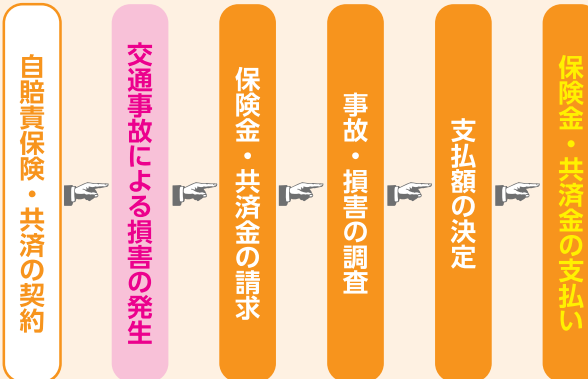 自賠責保険・共済の契約
交通事故による損害の発生
保険金・共済金の請求
事故・損害の調査
支払額の決定
保険金・共済金の支払い